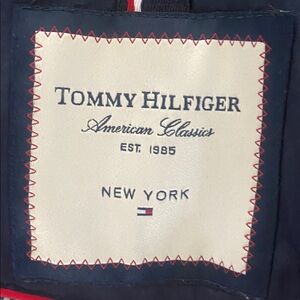 TOMMY HILFIGER
American Classics
EST. 1985
NEW YORK